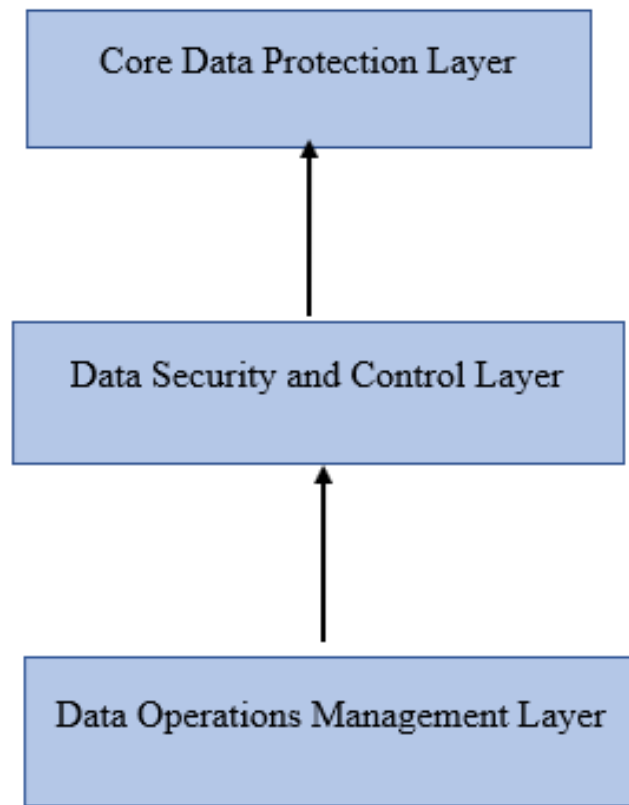 Core Data Protection Layer
Data Security and Control Layer
Data Operations Management Layer